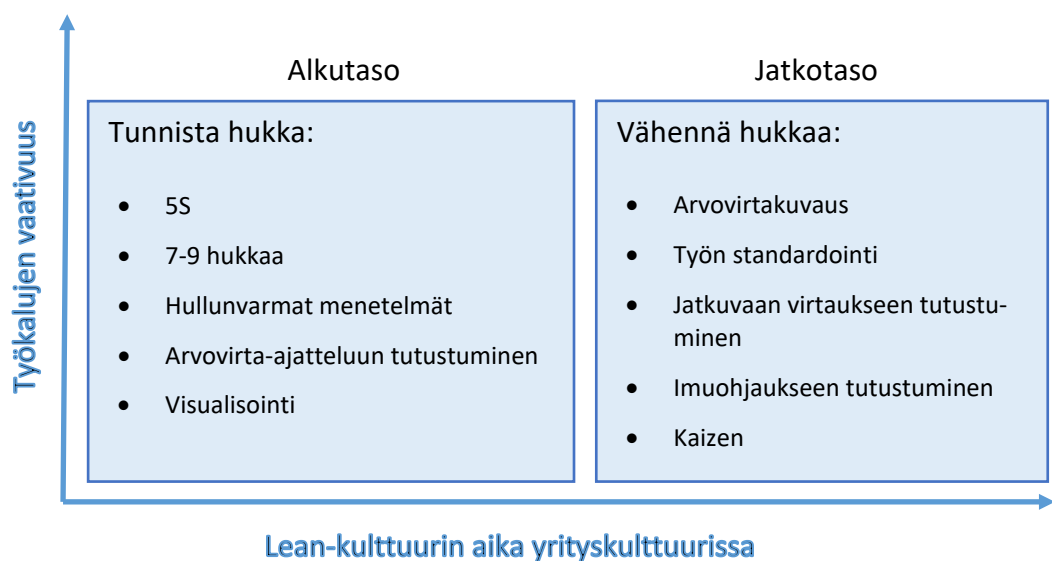 Työkalujen vaativuus
Alkutaso
Tunnista hukka:
• 5S
• 7-9 hukkaa
• Hullunvarmat menetelmät
• Arvovirta-ajatteluun tutustuminen
• Visualisointi
Jatkotaso
Vähennä hukkaa:
• Arvovirtakuvaus
• Työn standardointi
• Jatkuvaan virtaukseen tutustu-
minen
• Imuohjaukseen tutustuminen
• Kaizen
Lean-kulttuurin aika yrityskulttuurissa